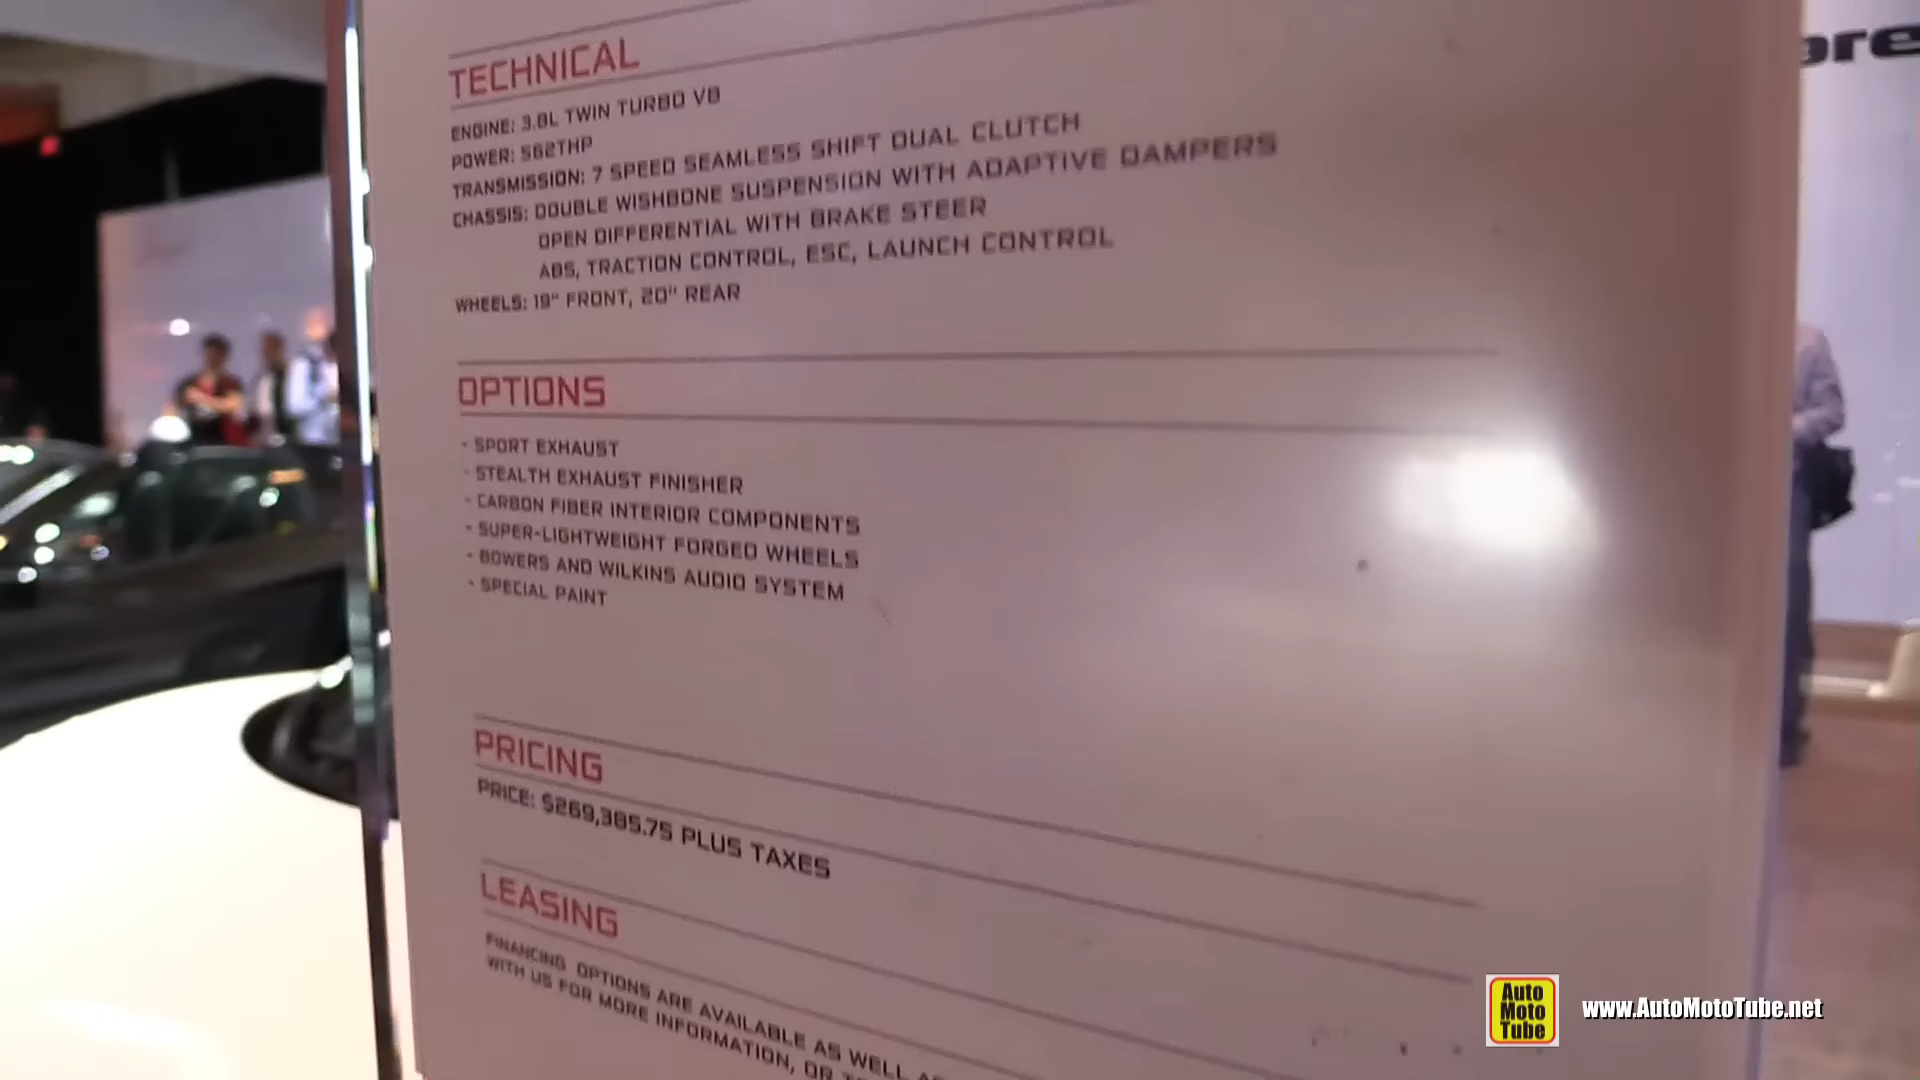 TECHNICAL
ENGINE: 3.8L TWIN TURBO V8
POWER: 562THP
TRANSMISSION: 7 SPEED SEAMLESS SHIFT DUAL CLUTCH
CHASSIS: DOUBLE WISHBONE SUSPENSION WITH ADAPTIVE DAMPERS
OPEN DIFFERENTIAL WITH BRAKE STEER
ABS, TRACTION CONTROL, ESC, LAUNCH CONTROL
WHEELS: 19" FRONT, 20" REAR
OPTIONS
- SPORT EXHAUST
- STEALTH EXHAUST FINISHER
- CARBON FIBER INTERIOR COMPONENTS
- SUPER-LIGHTWEIGHT FORGED WHEELS
- BOWERS AND WILKINS AUDIO SYSTEM
- SPECIAL PAINT
PRICING
PRICE: $269,385.75 PLUS TAXES
LEASING
FINANCING OPTIONS ARE AVAILABLE AS WELL
WITH US FOR MORE INFORMATION, OR
Auto
Moto
Tube
www.AutoMotoTube.net